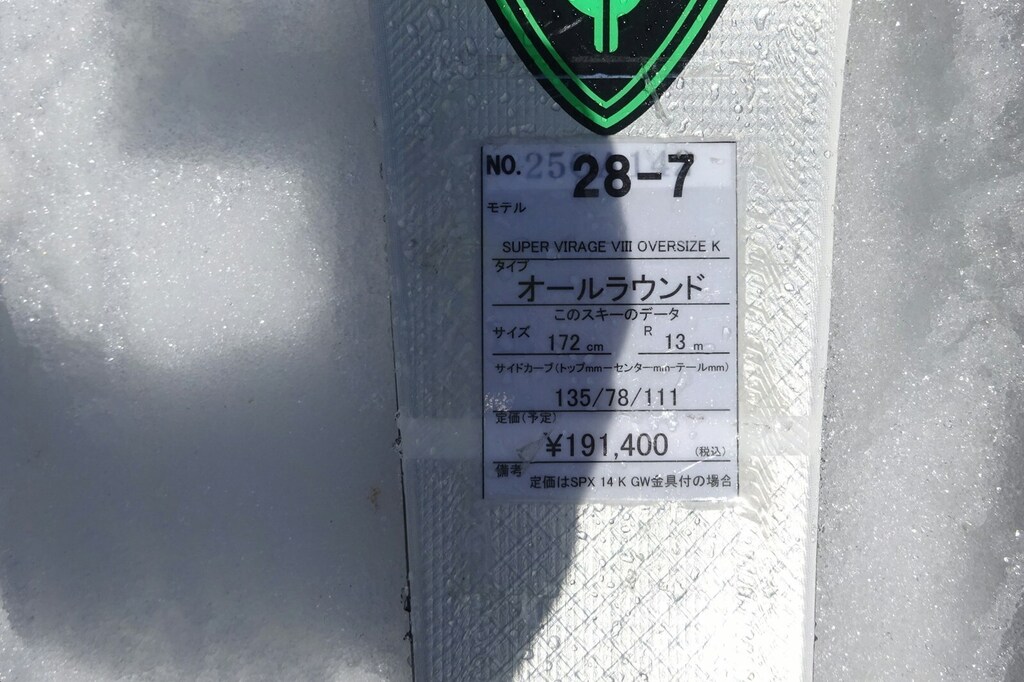 NO. 28-7
モデル
SUPER VIRAGE VIII OVERSIZE K
タイプ
オールラウンド
このスキーのデータ
サイズ 172 cm R 13 m
サイドカーブ(トップmm-センターmm-テールmm)
135/78/111
定価(予定)
¥191,400 (税込)
備考 定価はSPX 14 K GW金具付の場合